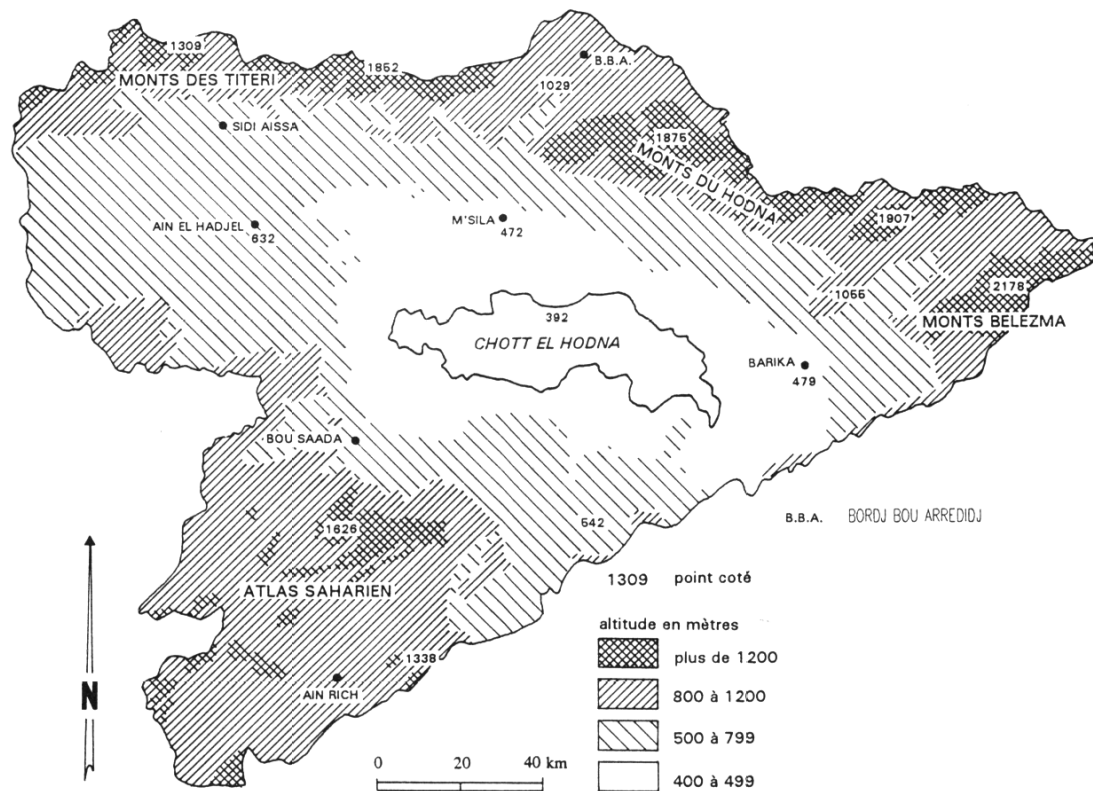 1309
MONTS DES TITERI
1862
B.B.A.
1029
SIDI AISSA
1875
MONTS DU HODNA
AIN EL HADJEL
632
M'SILA
472
1907
2178
1066
MONTS BELEZMA
392
CHOTT EL HODNA
BARIKA
479
BOU SAADA
1626
542
ATLAS SAHARIEN
1338
AIN RICH
N
B.B.A. BORDJ BOU ARREDIDJ
1309 point coté
altitude en mètres
plus de 1200
800 à 1200
500 à 799
400 à 499
0 20 40 km